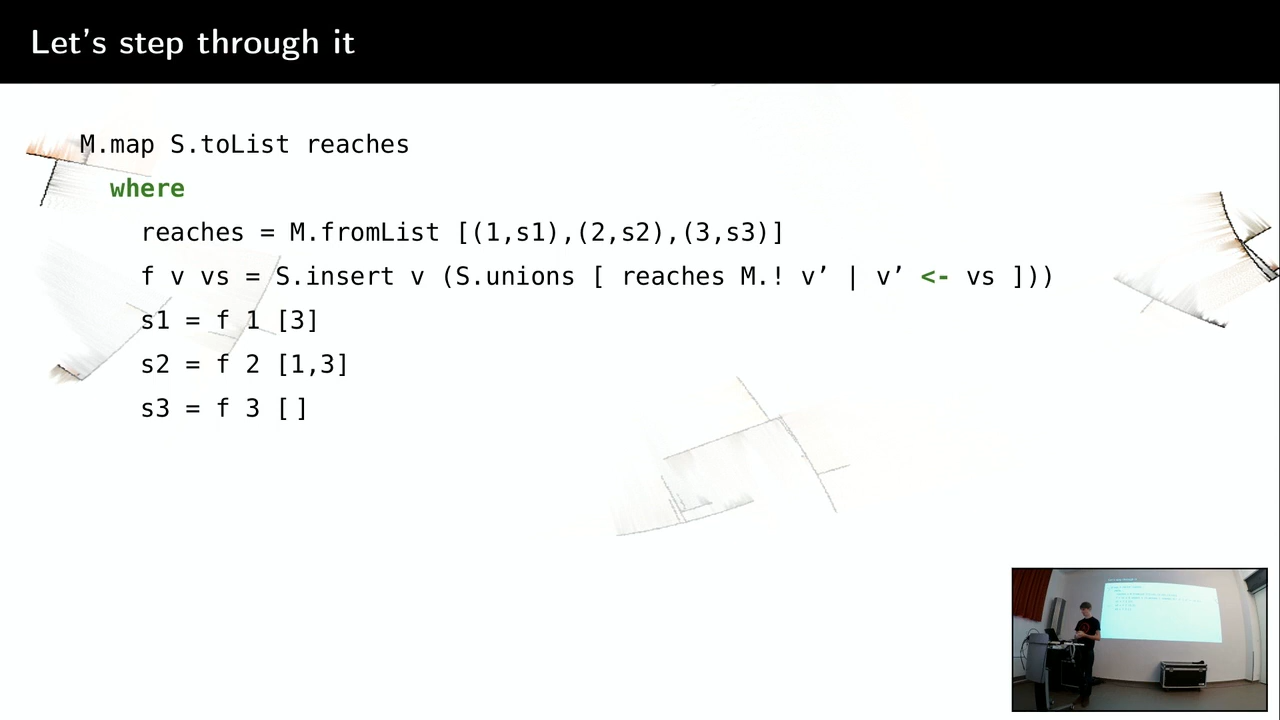 Let's step through it
M.map S.toList reaches
where
reaches = M.fromList [(1,s1),(2,s2),(3,s3)]
f v vs = S.insert v (S.unions [ reaches M.! v’ | v’ <- vs ]))
s1 = f 1 [3]
s2 = f 2 [1,3]
s3 = f 3 []